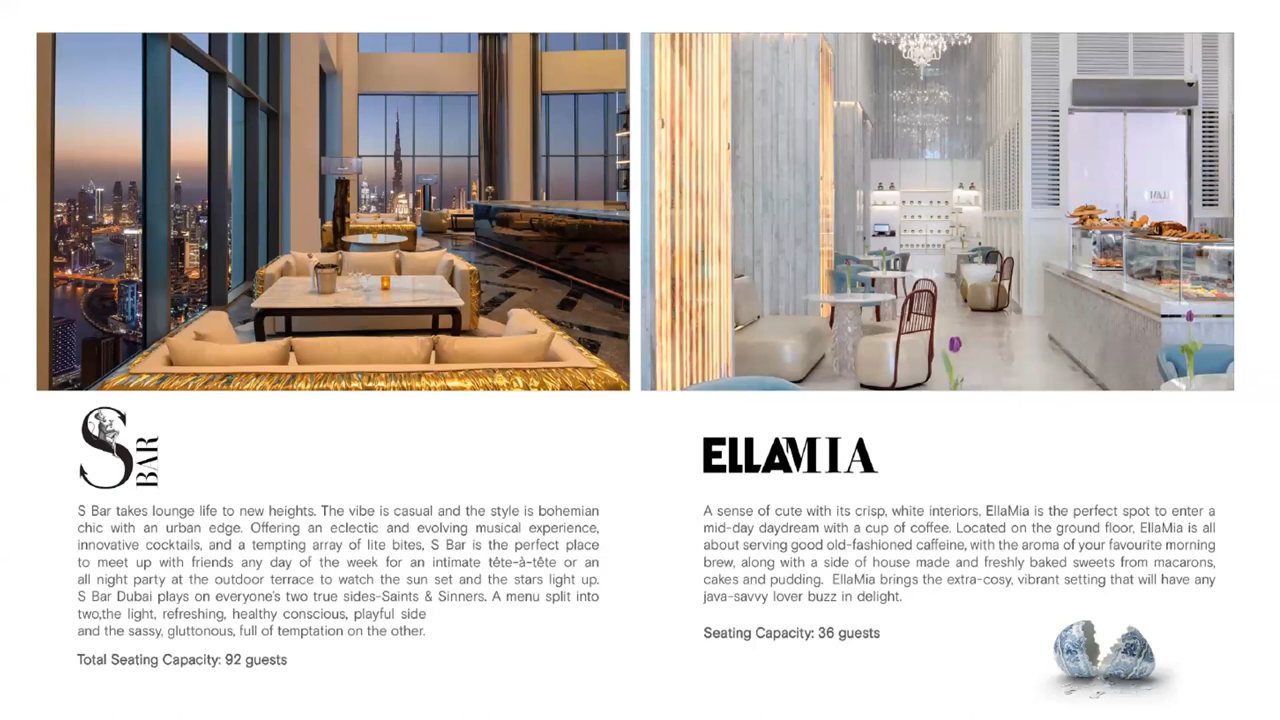 S BAR
S Bar takes lounge life to new heights. The vibe is casual and the style is bohemian
chic with an urban edge. Offering an eclectic and evolving musical experience,
innovative cocktails, and a tempting array of lite bites, S Bar is the perfect place
to meet up with friends any day of the week for an intimate tête-à-tête or an
all night party at the outdoor terrace to watch the sun set and the stars light up.
S Bar Dubai plays on everyone's two true sides-Saints & Sinners. A menu split into
two,the light, refreshing, healthy conscious, playful side
and the sassy, gluttonous, full of temptation on the other.
Total Seating Capacity: 92 guests
ELLAMIA
A sense of cute with its crisp, white interiors, EllaMia is the perfect spot to enter a
mid-day daydream with a cup of coffee. Located on the ground floor, EllaMia is all
about serving good old-fashioned caffeine, with the aroma of your favourite morning
brew, along with a side of house made and freshly baked sweets from macarons,
cakes and pudding. EllaMia brings the extra-cosy, vibrant setting that will have any
java-savvy lover buzz in delight.
Seating Capacity: 36 guests